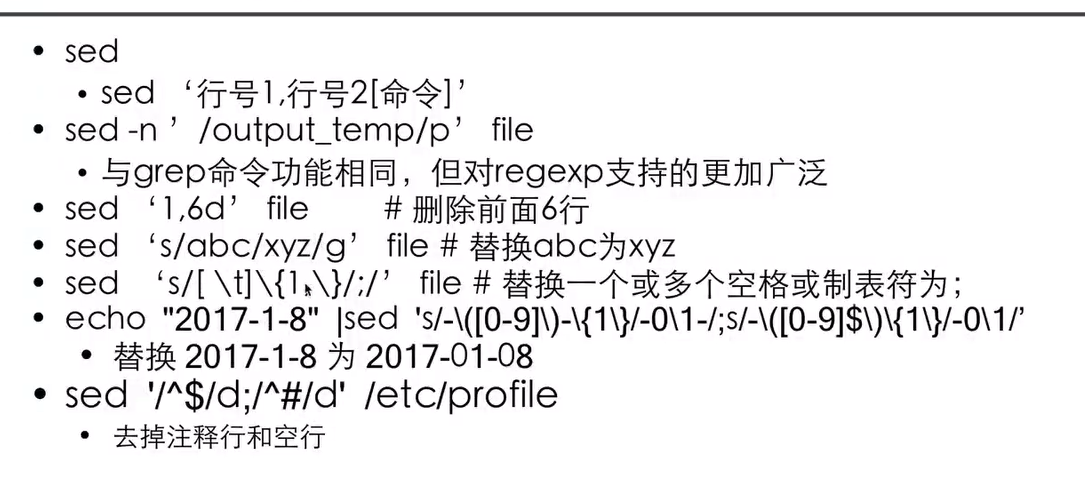 • sed
• sed ‘行号1,行号2[命令]’
• sed -n ’ /output_temp/p’ file
• 与grep命令功能相同，但对regexp支持的更加广泛
• sed ‘1,6d’ file # 删除前面6行
• sed ‘s/abc/xyz/g’ file # 替换abc为xyz
• sed ‘s/[ \t]\{1,\}/;/’ file # 替换一个或多个空格或制表符为；
• echo "2017-1-8" |sed 's/-\([0-9]\)-\{1\}/-0\1-/;s/-\([0-9]$\)\{1\}/-0\1/’
• 替换 2017-1-8 为 2017-01-08
• sed '/^$/d;/^#/d' /etc/profile
• 去掉注释行和空行